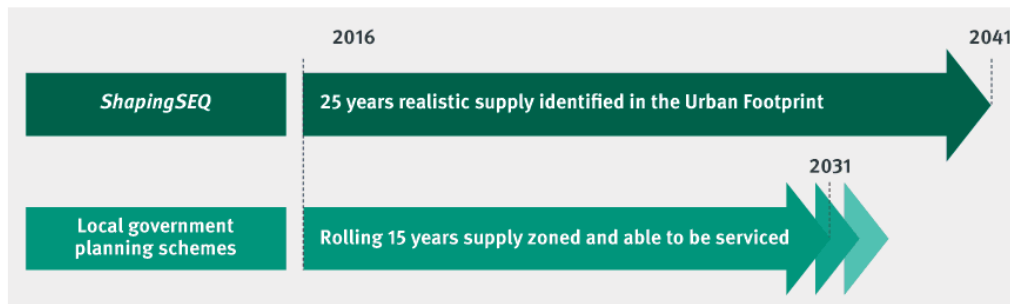 2016
2041
ShapingSEQ
25 years realistic supply identified in the Urban Footprint
2031
Local government
planning schemes
Rolling 15 years supply zoned and able to be serviced